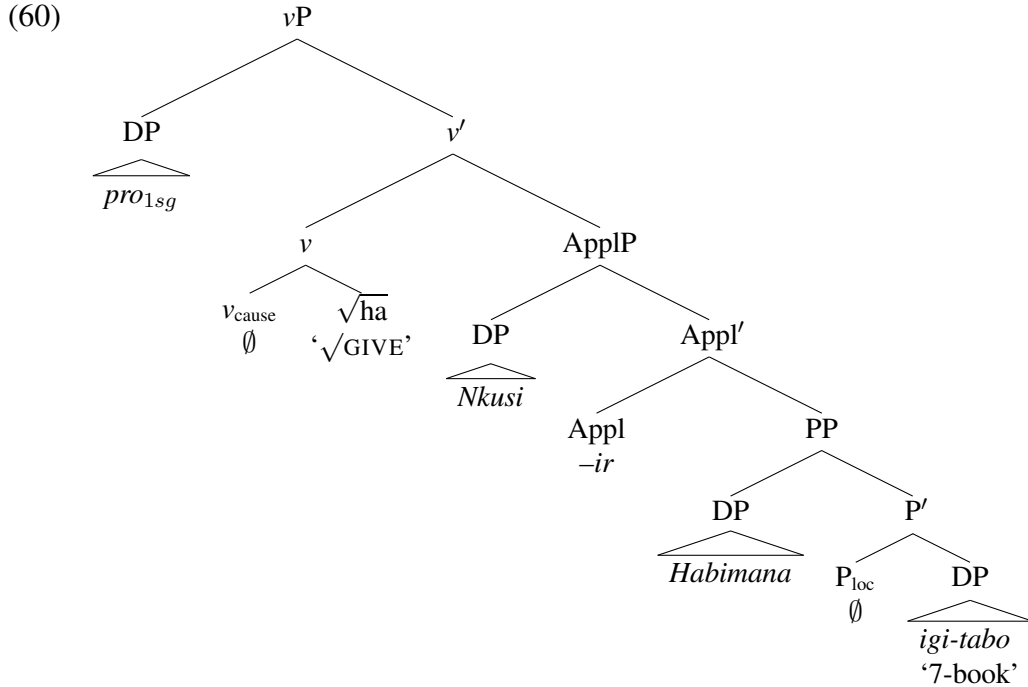 (60)
vP
DP
v′
pro1sg
v
ApplP
vcause
√ha
∅
‘√GIVE’
DP
Appl′
Nkusi
Appl
PP
–ir
DP
P′
Habimana
Ploc
DP
∅
igi-tabo
‘7-book’